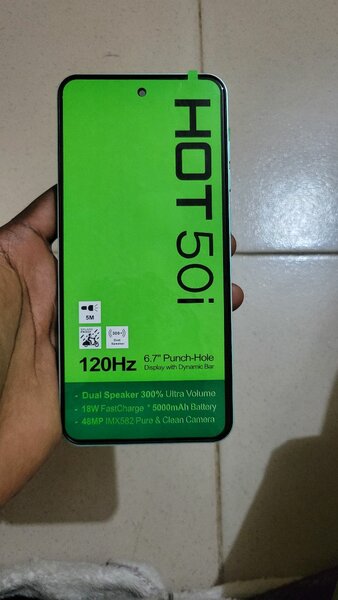 HOT 50i
5M
300%
Dual
Speaker
120Hz
6.7" Punch-Hole
Display with Dynamic Bar
- Dual Speaker 300% Ultra Volume
- 18W FastCharge * 5000mAh Battery
- 48MP IMX582 Pure & Clean Camera